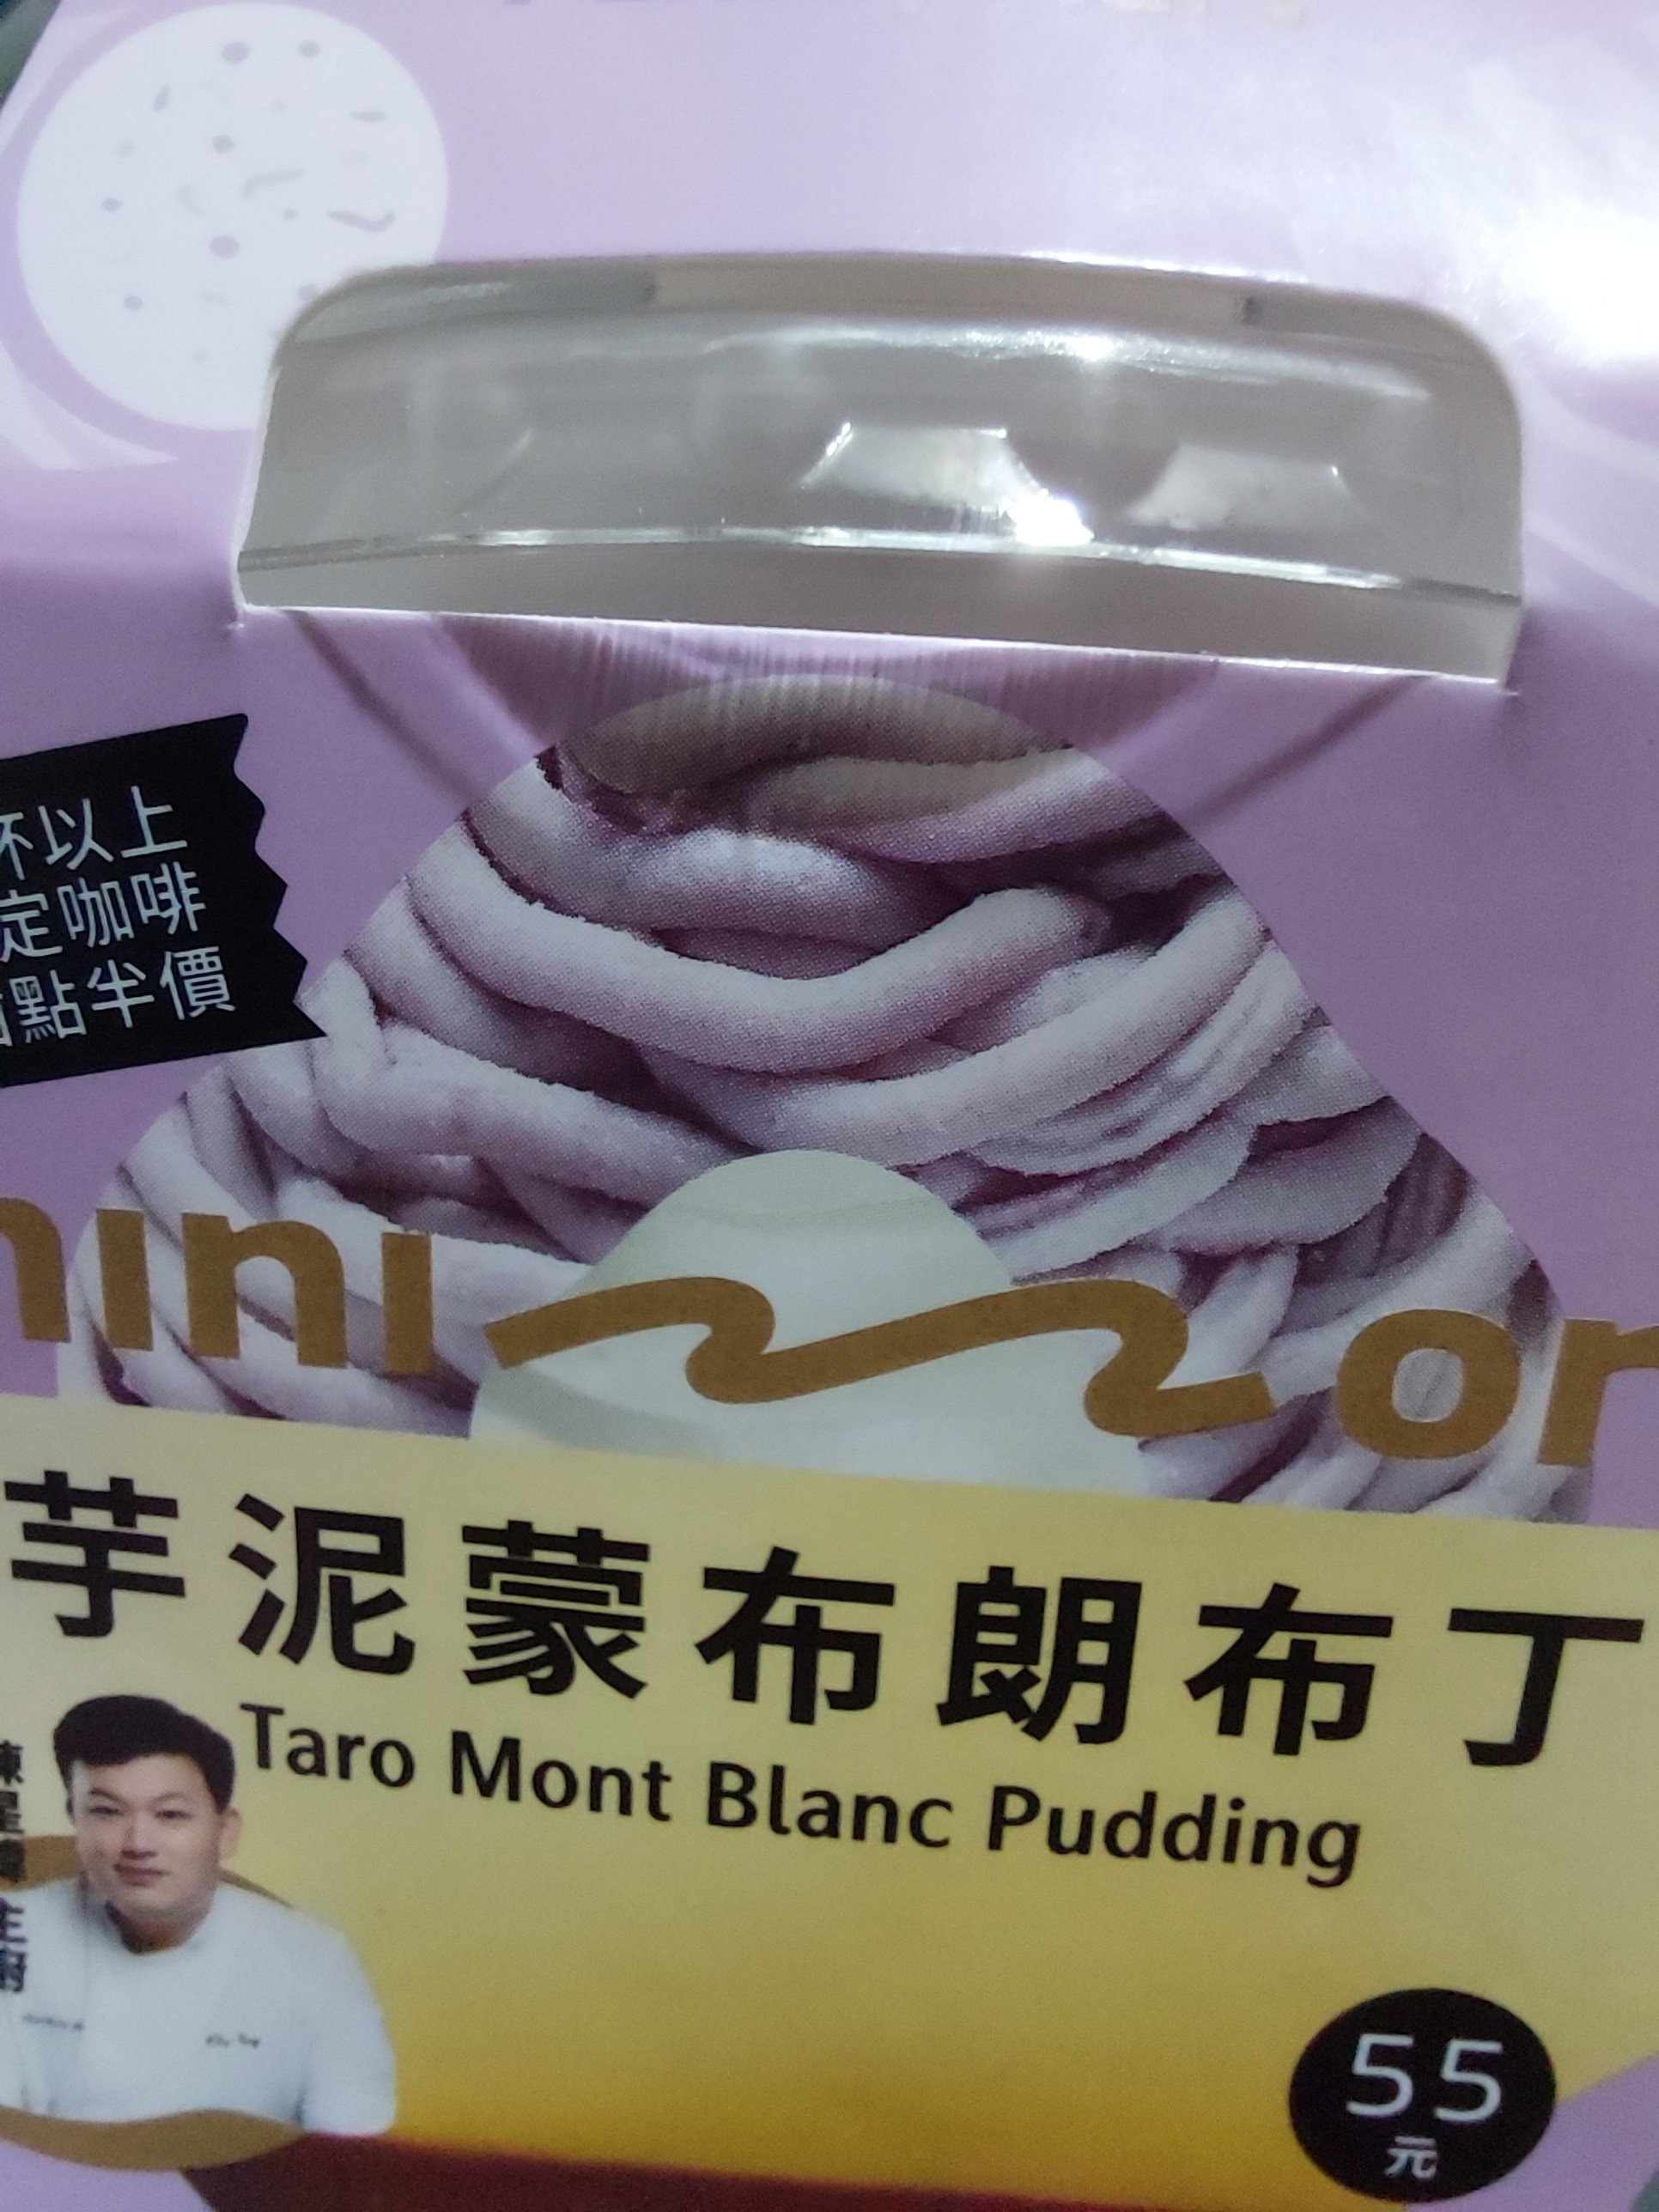 杯以上
定咖啡
點半價
mini
芋泥蒙布朗布丁
Taro Mont Blanc Pudding
55
元